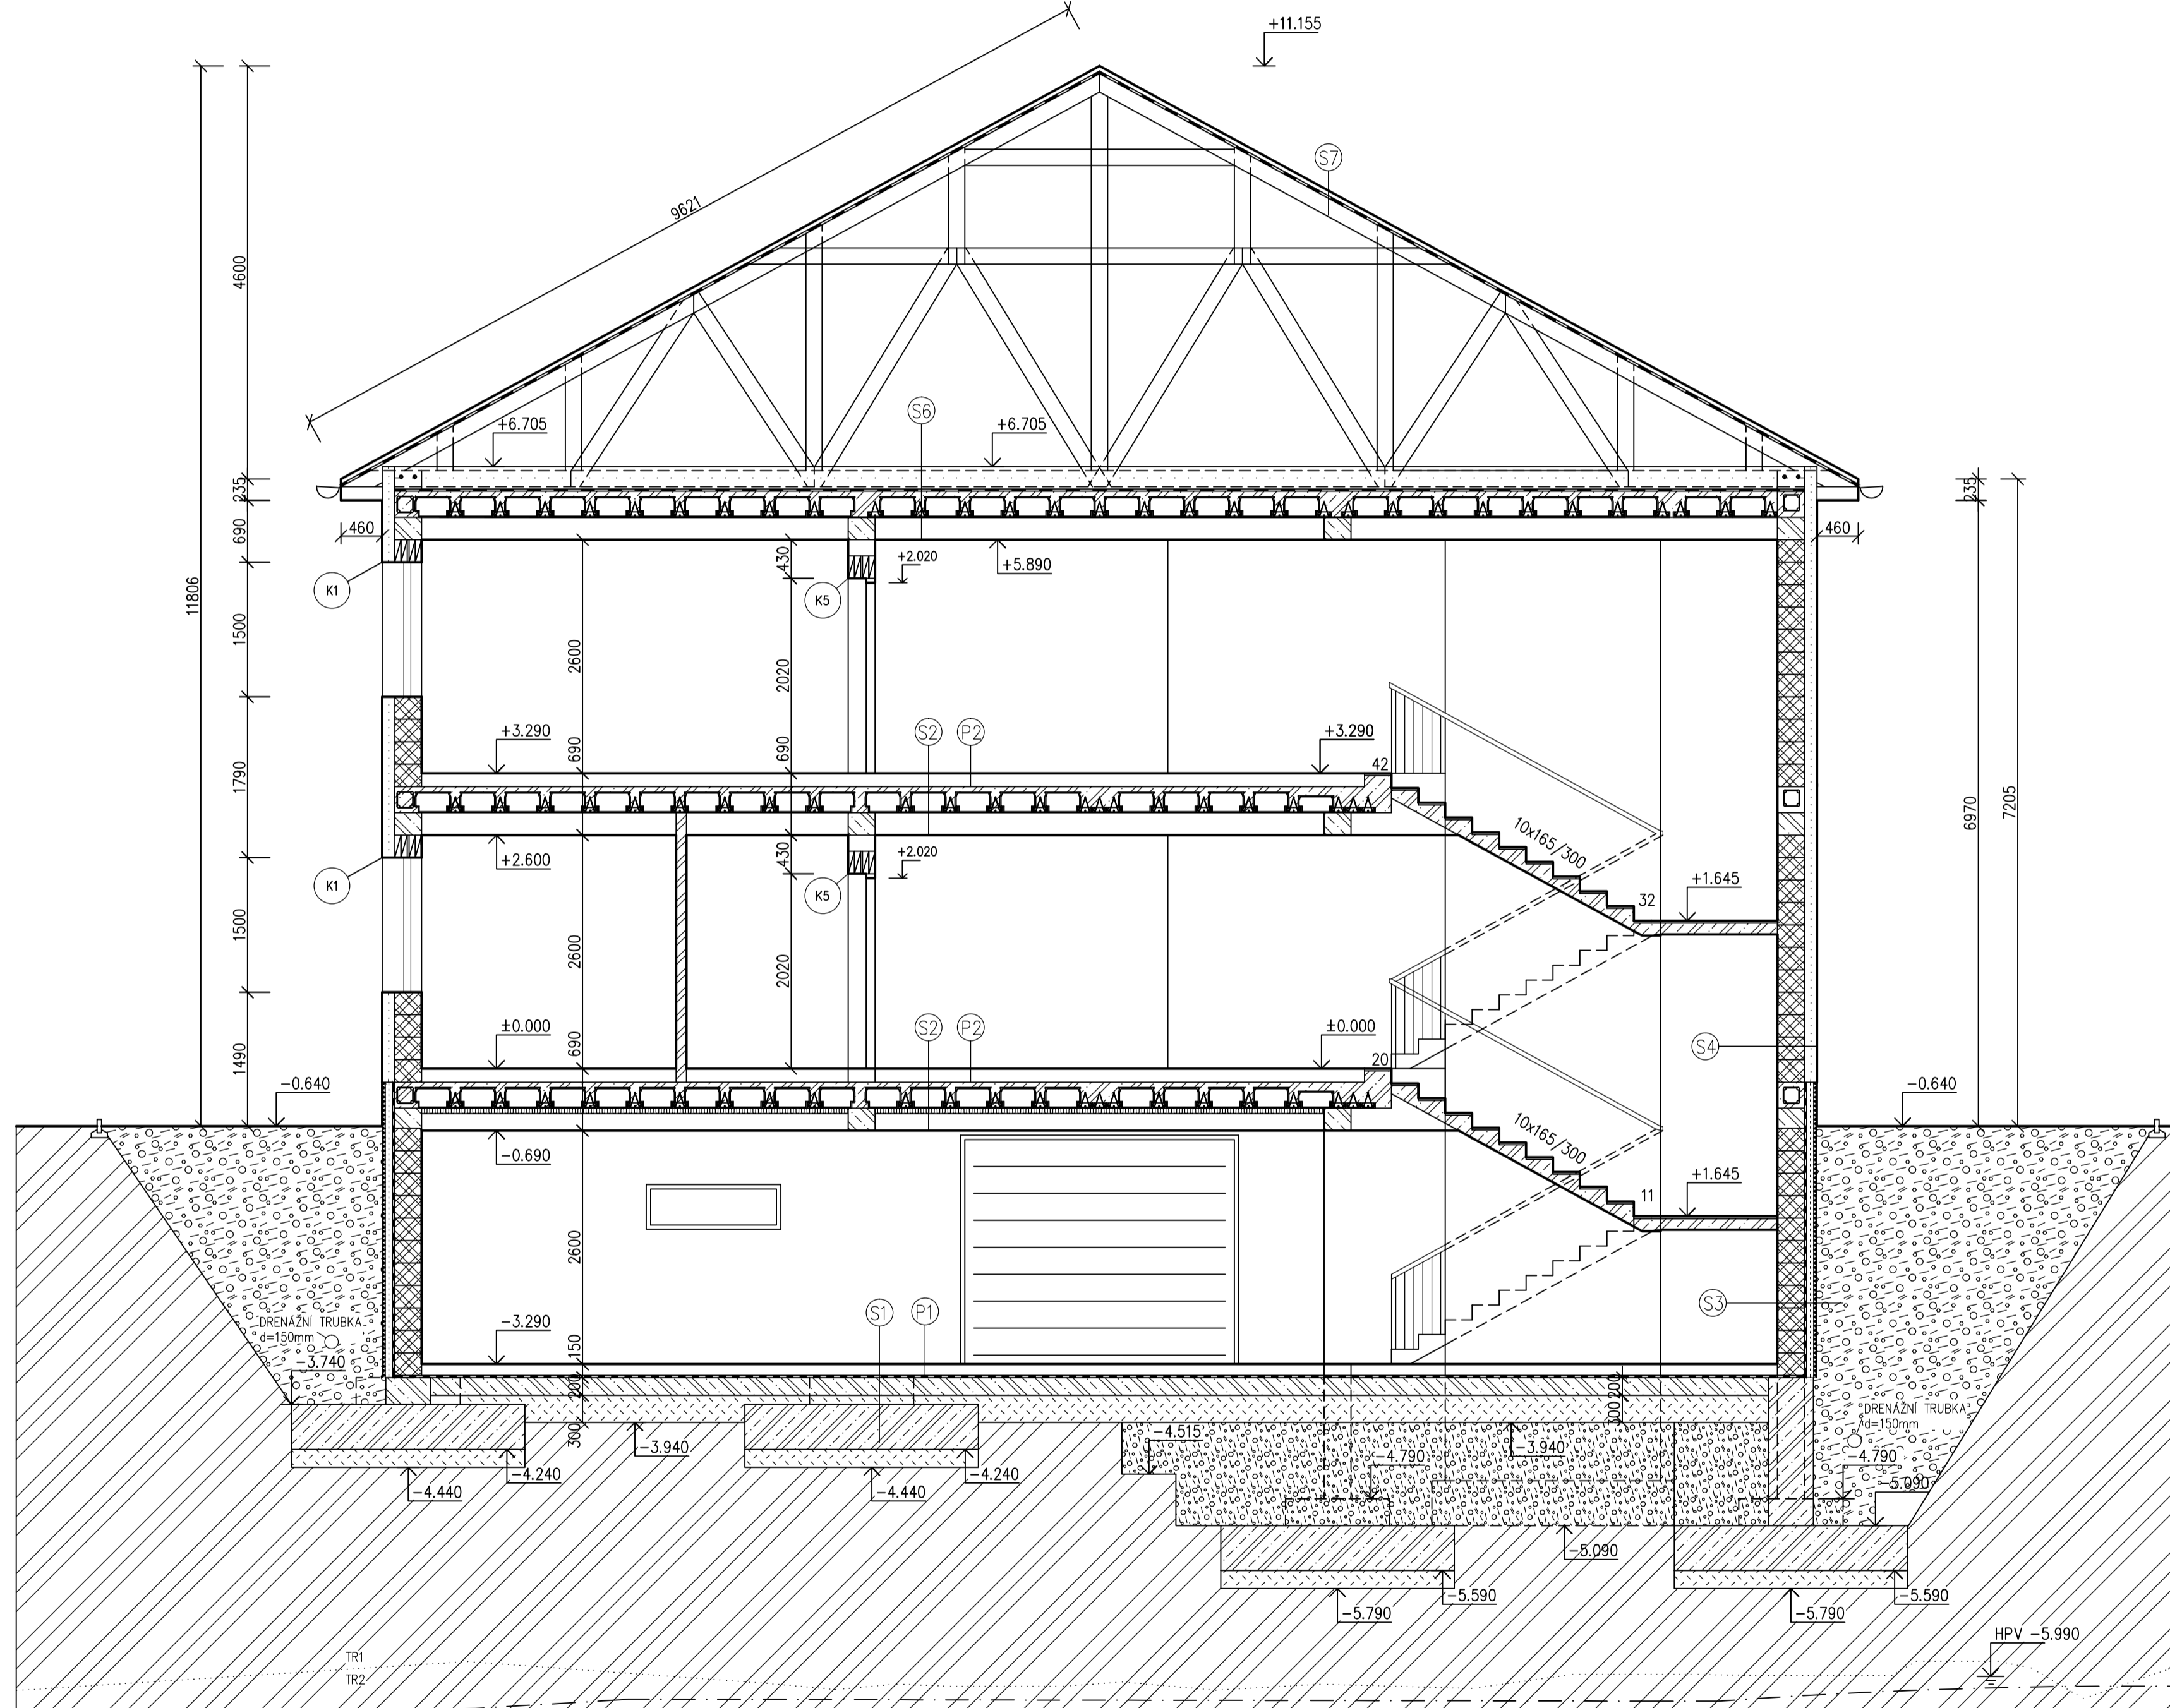 +11.155
9621
S7
4600
11806
S6
+6.705
+6.705
235
235
690
460
460
430
+2.020
+5.890
K1
K5
1500
2600
2020
6970
7205
+3.290
S2
P2
+3.290
690
690
42
1790
10x165/300
+2.600
430
+2.020
K1
K5
+1.645
32
1500
2600
2020
±0.000
S2
P2
±0.000
S4
690
20
1490
-0.640
-0.640
10x165/300
-0.690
+1.645
11
2600
S3
DRENÁŽNÍ TRUBKA
d=150mm
-3.290
S1
P1
150
-3.740
200
200
300
300
DRENÁŽNÍ TRUBKA
d=150mm
-3.940
-4.515
-3.940
-4.790
-4.790
-4.240
-4.240
-5.090
-4.440
-4.440
-5.090
-5.590
-5.590
-5.790
-5.790
HPV -5.990
TR1
TR2